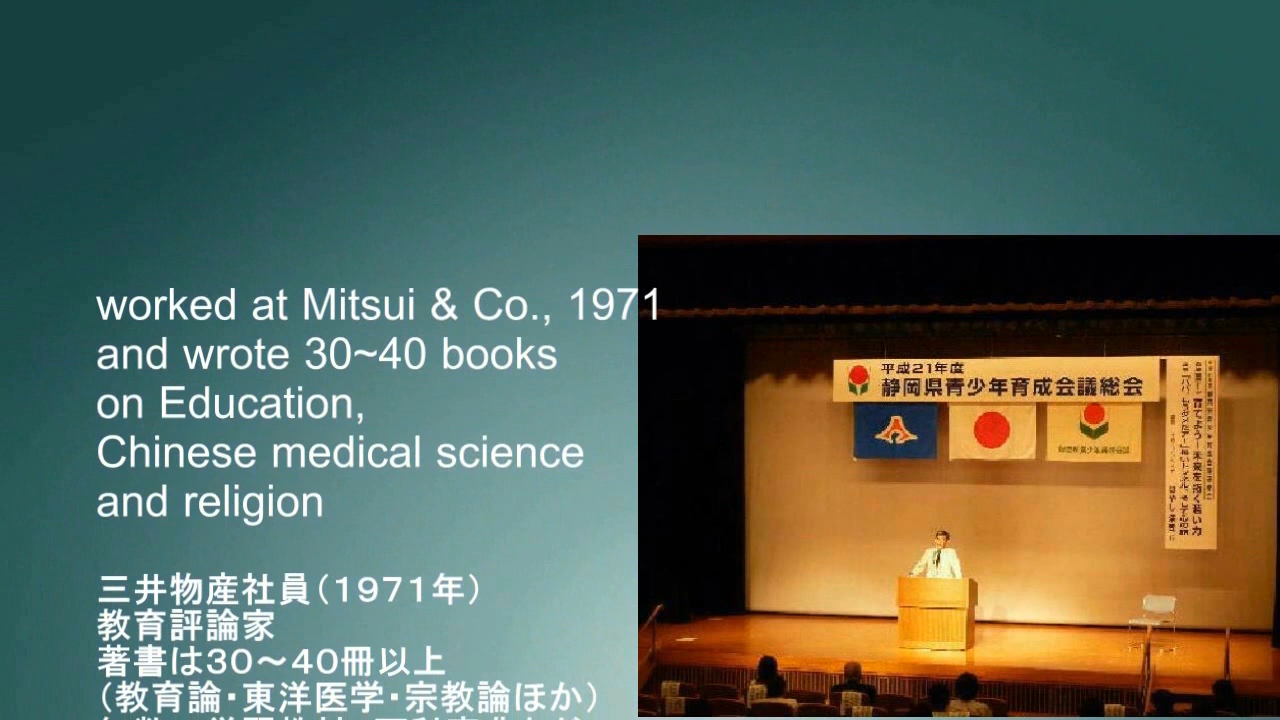 worked at Mitsui & Co., 1971
and wrote 30~40 books
on Education,
Chinese medical science
and religion
三井物産社員(1971年)
教育評論家
著書は30～40冊以上
(教育論・東洋医学・宗教論ほか)
平成21年度
静岡県青少年育成会議総会